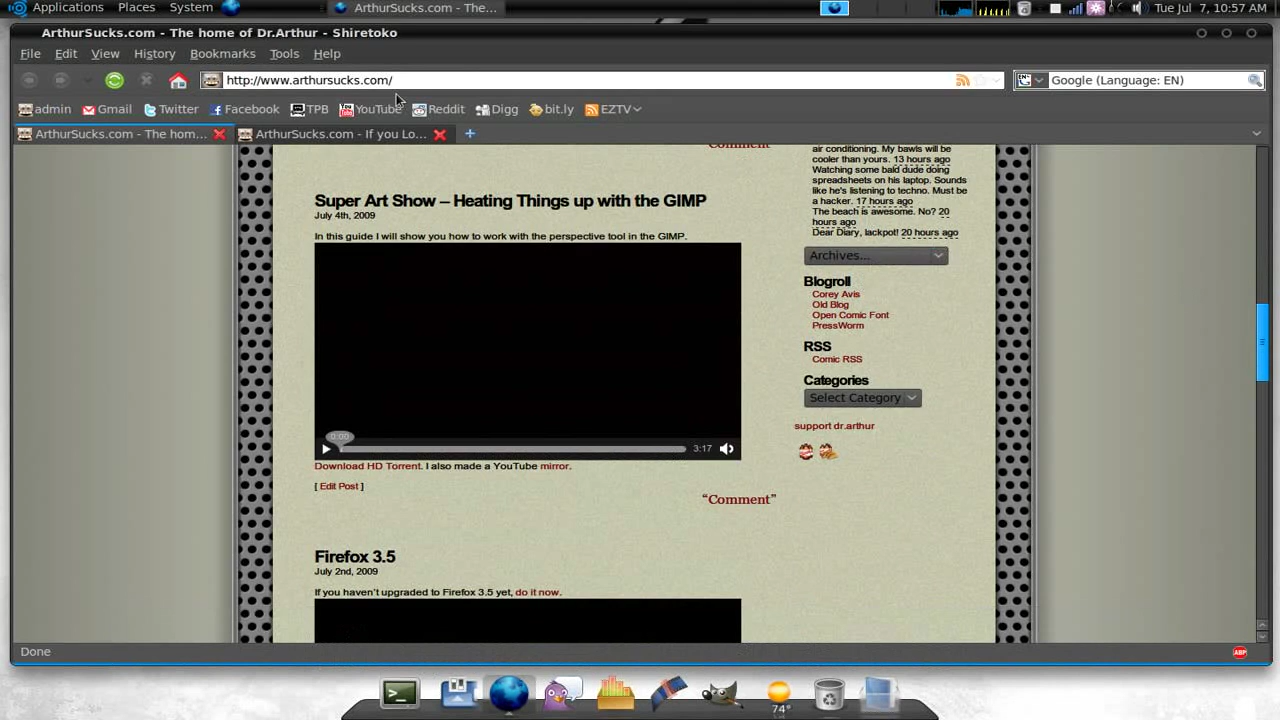 Applications Places System ArthurSucks.com - The... Tue Jul 7, 10:57 AM
ArthurSucks.com - The home of Dr.Arthur - Shiretoko
File Edit View History Bookmarks Tools Help
http://www.arthursucks.com/ Google (Language: EN)
admin Gmail Twitter Facebook TPB YouTube Reddit Digg bit.ly EZTV
ArthurSucks.com - The hom... ArthurSucks.com - If you Lo...
Comment
Super Art Show – Heating Things up with the GIMP
July 4th, 2009
In this guide I will show you how to work with the perspective tool in the GIMP.
0:00
3:17
Download HD Torrent. I also made a YouTube mirror.
[ Edit Post ]
“Comment”
Firefox 3.5
July 2nd, 2009
If you haven't upgraded to Firefox 3.5 yet, do it now.
air conditioning. My bawls will be
cooler than yours. 13 hours ago
Watching some bald dude doing
spreadsheets on his laptop. Sounds
like he's listening to techno. Must be
a hacker. 17 hours ago
The beach is awesome. No? 20
hours ago
Dear Diary, lackpot! 20 hours ago
Archives...
Blogroll
Corey Avis
Old Blog
Open Comic Font
PressWorm
RSS
Comic RSS
Categories
Select Category
support dr.arthur
Done
ABP
74°